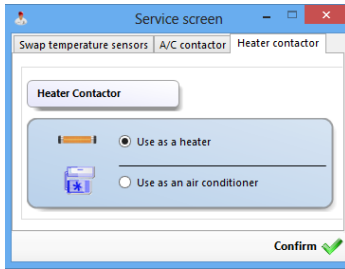 Service screen
Swap temperature sensors A/C contactor Heater contactor
Heater Contactor
Use as a heater
Use as an air conditioner
Confirm